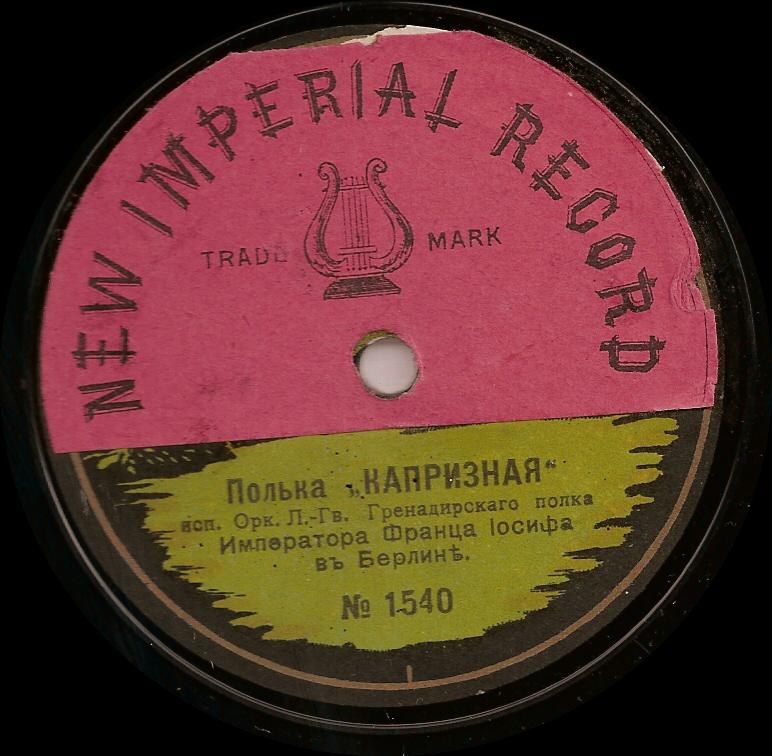 NEW IMPERIAL RECORD
TRADE MARK
Полька „КАПРИЗНАЯ“
исп. Орк. Л.-Гв. Гренадирскаго полка
Императора Франца Іосифа
въ Берлинѣ.
№ 1540